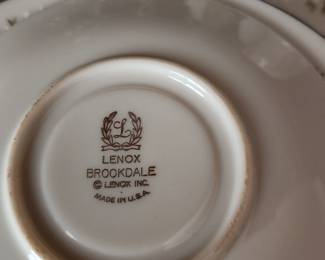 L
LENOX
BROOKDALE
© LENOX INC.
MADE IN U.S.A.